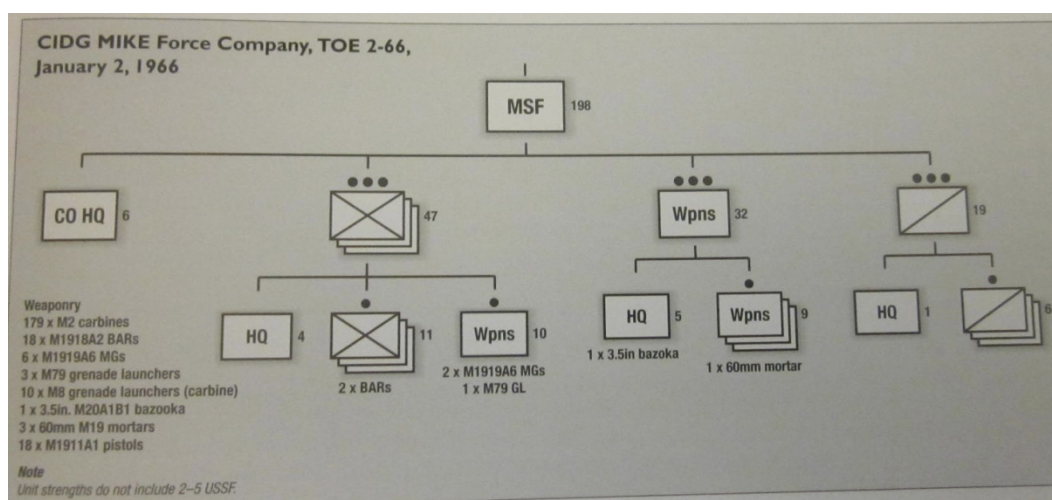 CIDG MIKE Force Company, TOE 2-66,
January 2, 1966
MSF 198
CO HQ 6
47
Wpns 32
19
HQ 4
11
2 x BARs
Wpns 10
2 x M1919A6 MGs
1 x M79 GL
HQ 5
1 x 3.5in bazoka
Wpns 9
1 x 60mm mortar
HQ 1
6
Weaponry
179 x M2 carbines
18 x M1918A2 BARs
6 x M1919A6 MGs
3 x M79 grenade launchers
10 x M8 grenade launchers (carbine)
1 x 3.5in. M20A1B1 bazooka
3 x 60mm M19 mortars
18 x M1911A1 pistols
Note
Unit strengths do not include 2–5 USSF.